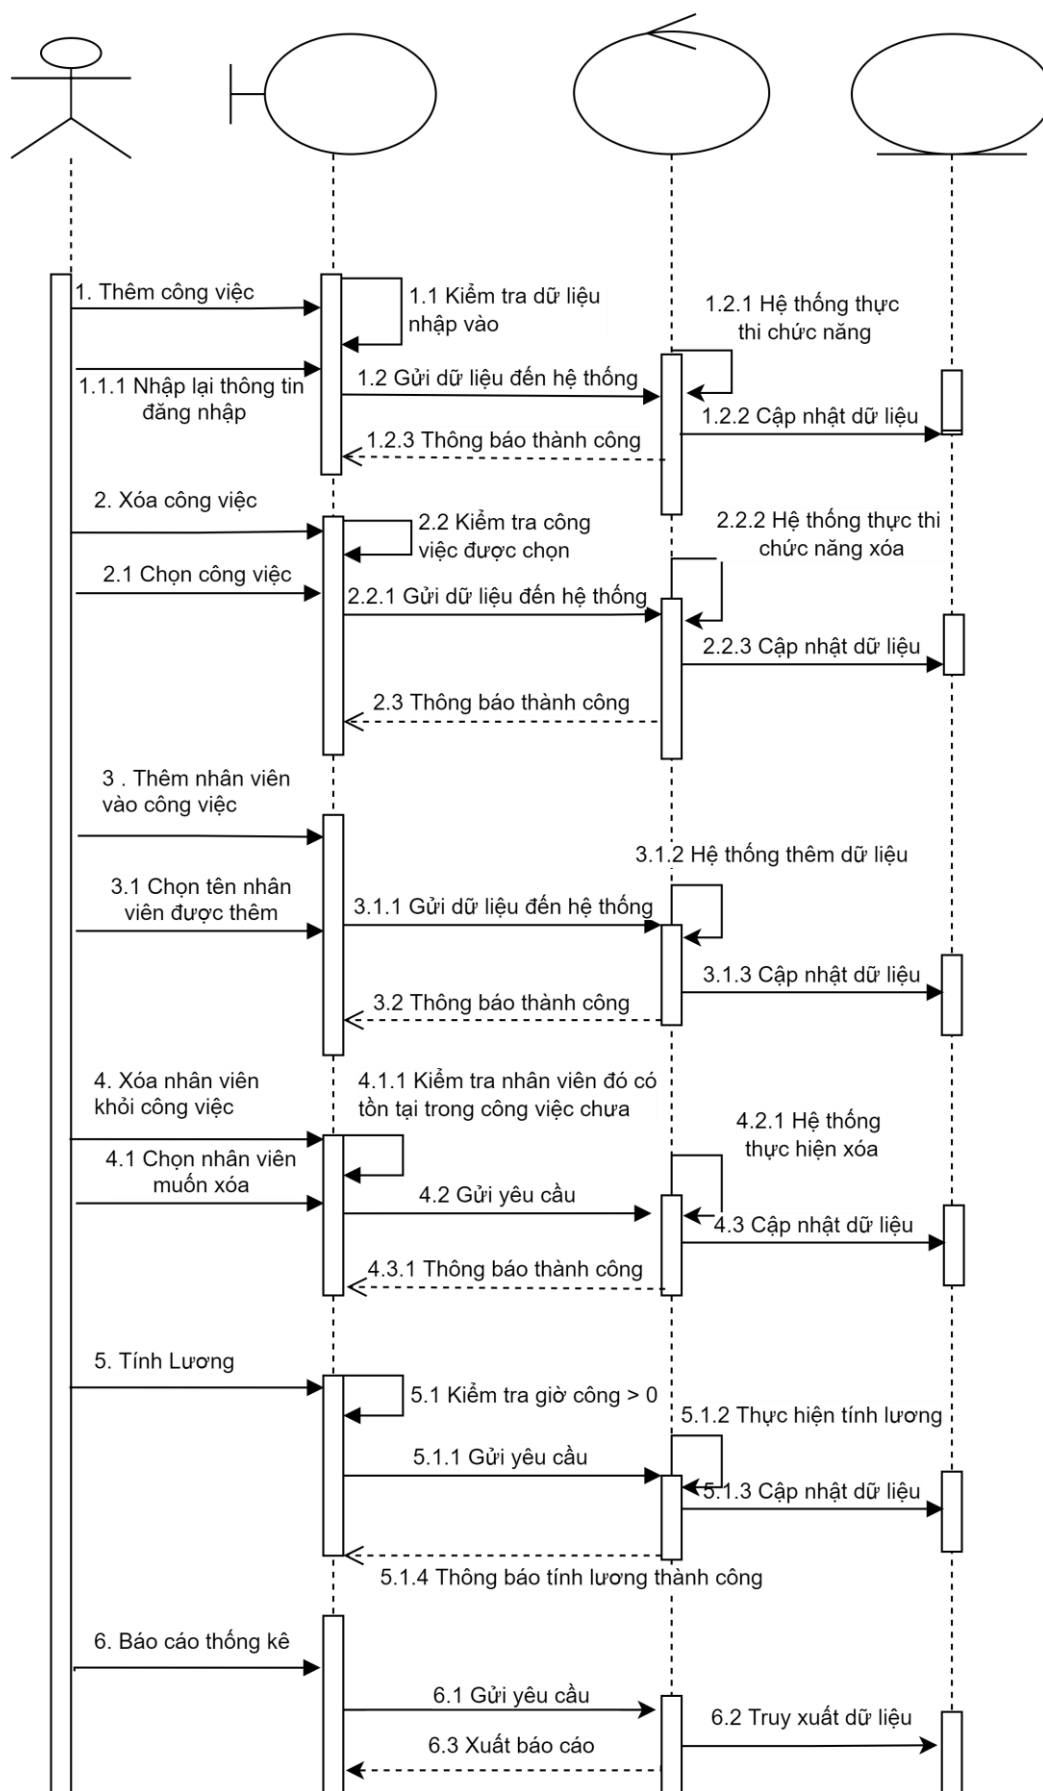 1. Thêm công việc
1.1 Kiểm tra dữ liệu
nhập vào
1.2.1 Hệ thống thực
thi chức năng
1.1.1 Nhập lại thông tin
đăng nhập
1.2 Gửi dữ liệu đến hệ thống
1.2.2 Cập nhật dữ liệu
1.2.3 Thông báo thành công
2. Xóa công việc
2.2 Kiểm tra công
việc được chọn
2.2.2 Hệ thống thực thi
chức năng xóa
2.1 Chọn công việc
2.2.1 Gửi dữ liệu đến hệ thống
2.2.3 Cập nhật dữ liệu
2.3 Thông báo thành công
3 . Thêm nhân viên
vào công việc
3.1.2 Hệ thống thêm dữ liệu
3.1 Chọn tên nhân
viên được thêm
3.1.1 Gửi dữ liệu đến hệ thống
3.1.3 Cập nhật dữ liệu
3.2 Thông báo thành công
4. Xóa nhân viên
khỏi công việc
4.1.1 Kiểm tra nhân viên đó có
tồn tại trong công việc chưa
4.2.1 Hệ thống
thực hiện xóa
4.1 Chọn nhân viên
muốn xóa
4.2 Gửi yêu cầu
4.3 Cập nhật dữ liệu
4.3.1 Thông báo thành công
5. Tính Lương
5.1 Kiểm tra giờ công > 0
5.1.2 Thực hiện tính lương
5.1.1 Gửi yêu cầu
5.1.3 Cập nhật dữ liệu
5.1.4 Thông báo tính lương thành công
6. Báo cáo thống kê
6.1 Gửi yêu cầu
6.2 Truy xuất dữ liệu
6.3 Xuất báo cáo